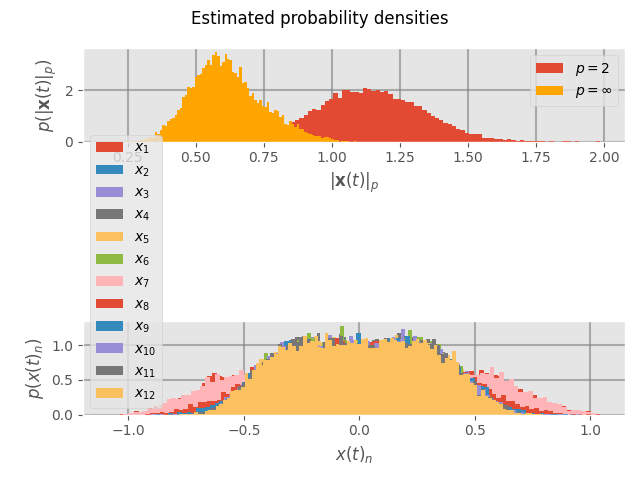 Estimated probability densities
p(|x(t)|ₚ)
2
0
p = 2
p = ∞
0.25 0.50 0.75 1.00 1.25 1.50 1.75 2.00
|x(t)|ₚ
x₁
x₂
x₃
x₄
x₅
x₆
x₇
x₈
x₉
x₁₀
x₁₁
x₁₂
p(x(t)ₙ)
1.0
0.5
0.0
−1.0 −0.5 0.0 0.5 1.0
x(t)ₙ